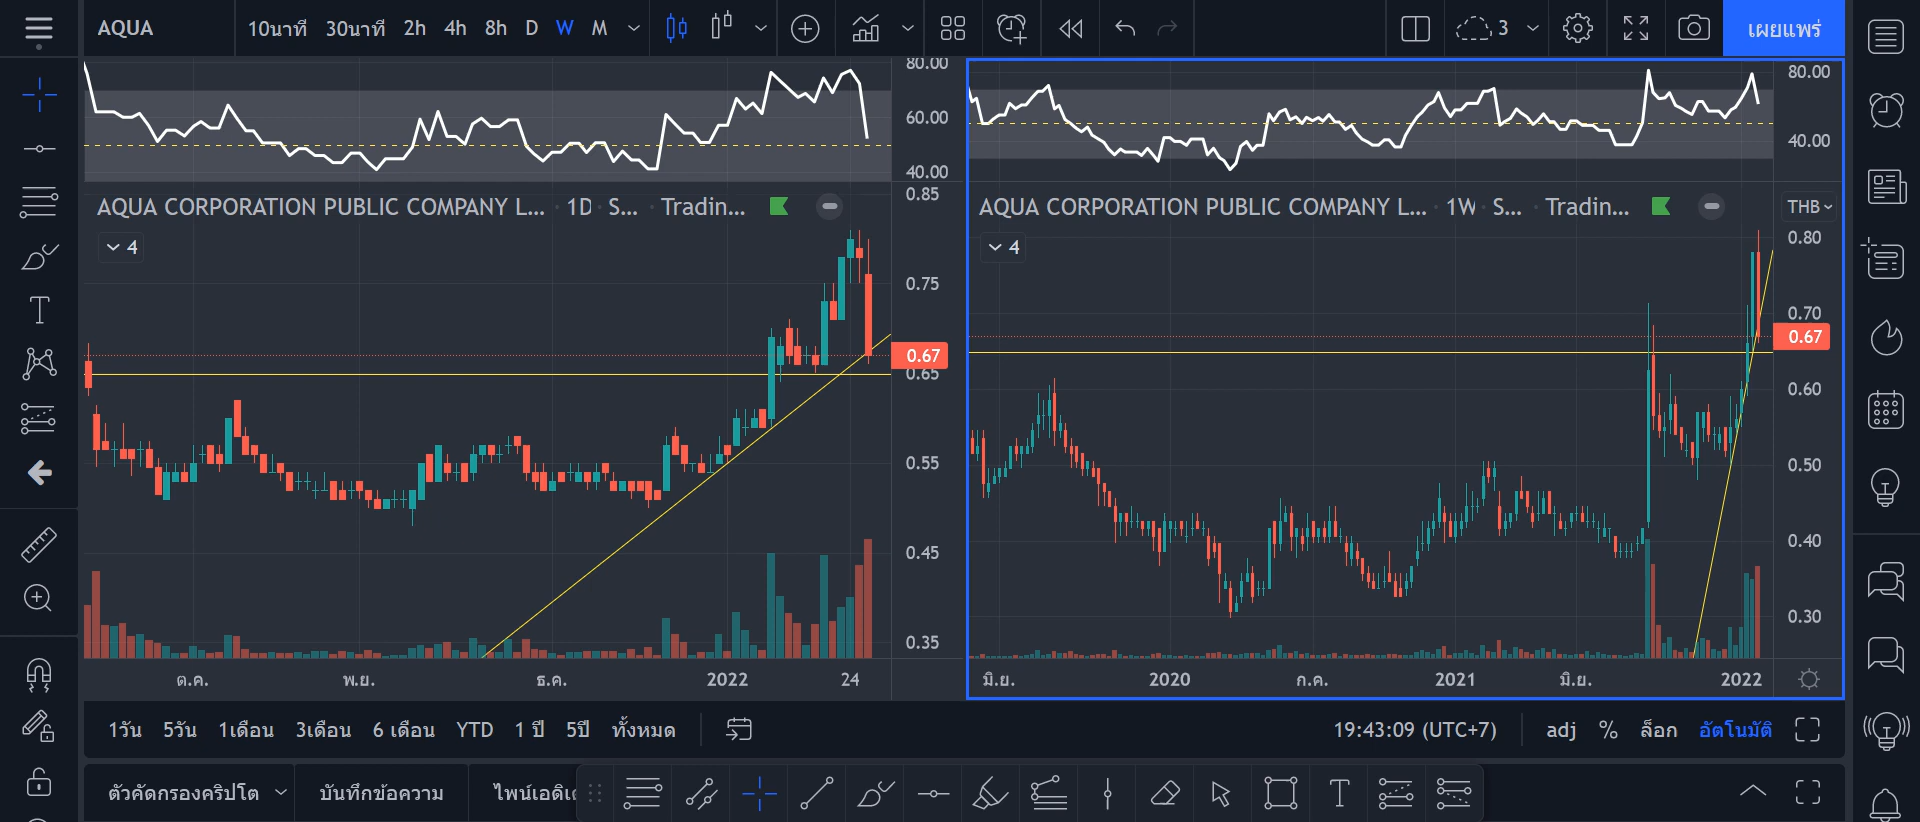 AQUA 10นาที 30นาที 2h 4h 8h D W M 3 เผยแพร่
80.00
60.00
40.00
AQUA CORPORATION PUBLIC COMPANY L... · 1D · S... · Tradin...
4
0.85
0.75
0.67
0.65
0.55
0.45
0.35
ต.ค. พ.ย. ธ.ค. 2022 24
80.00
40.00
AQUA CORPORATION PUBLIC COMPANY L... · 1W · S... · Tradin...
THB
4
0.80
0.70
0.67
0.60
0.50
0.40
0.30
มิ.ย. 2020 ก.ค. 2021 มิ.ย. 2022
1วัน 5วัน 1เดือน 3เดือน 6 เดือน YTD 1 ปี 5ปี ทั้งหมด 19:43:09 (UTC+7) adj % ล็อก อัตโนมัติ
ตัวคัดกรองคริปโต บันทึกข้อความ ไพน์เอดิเต